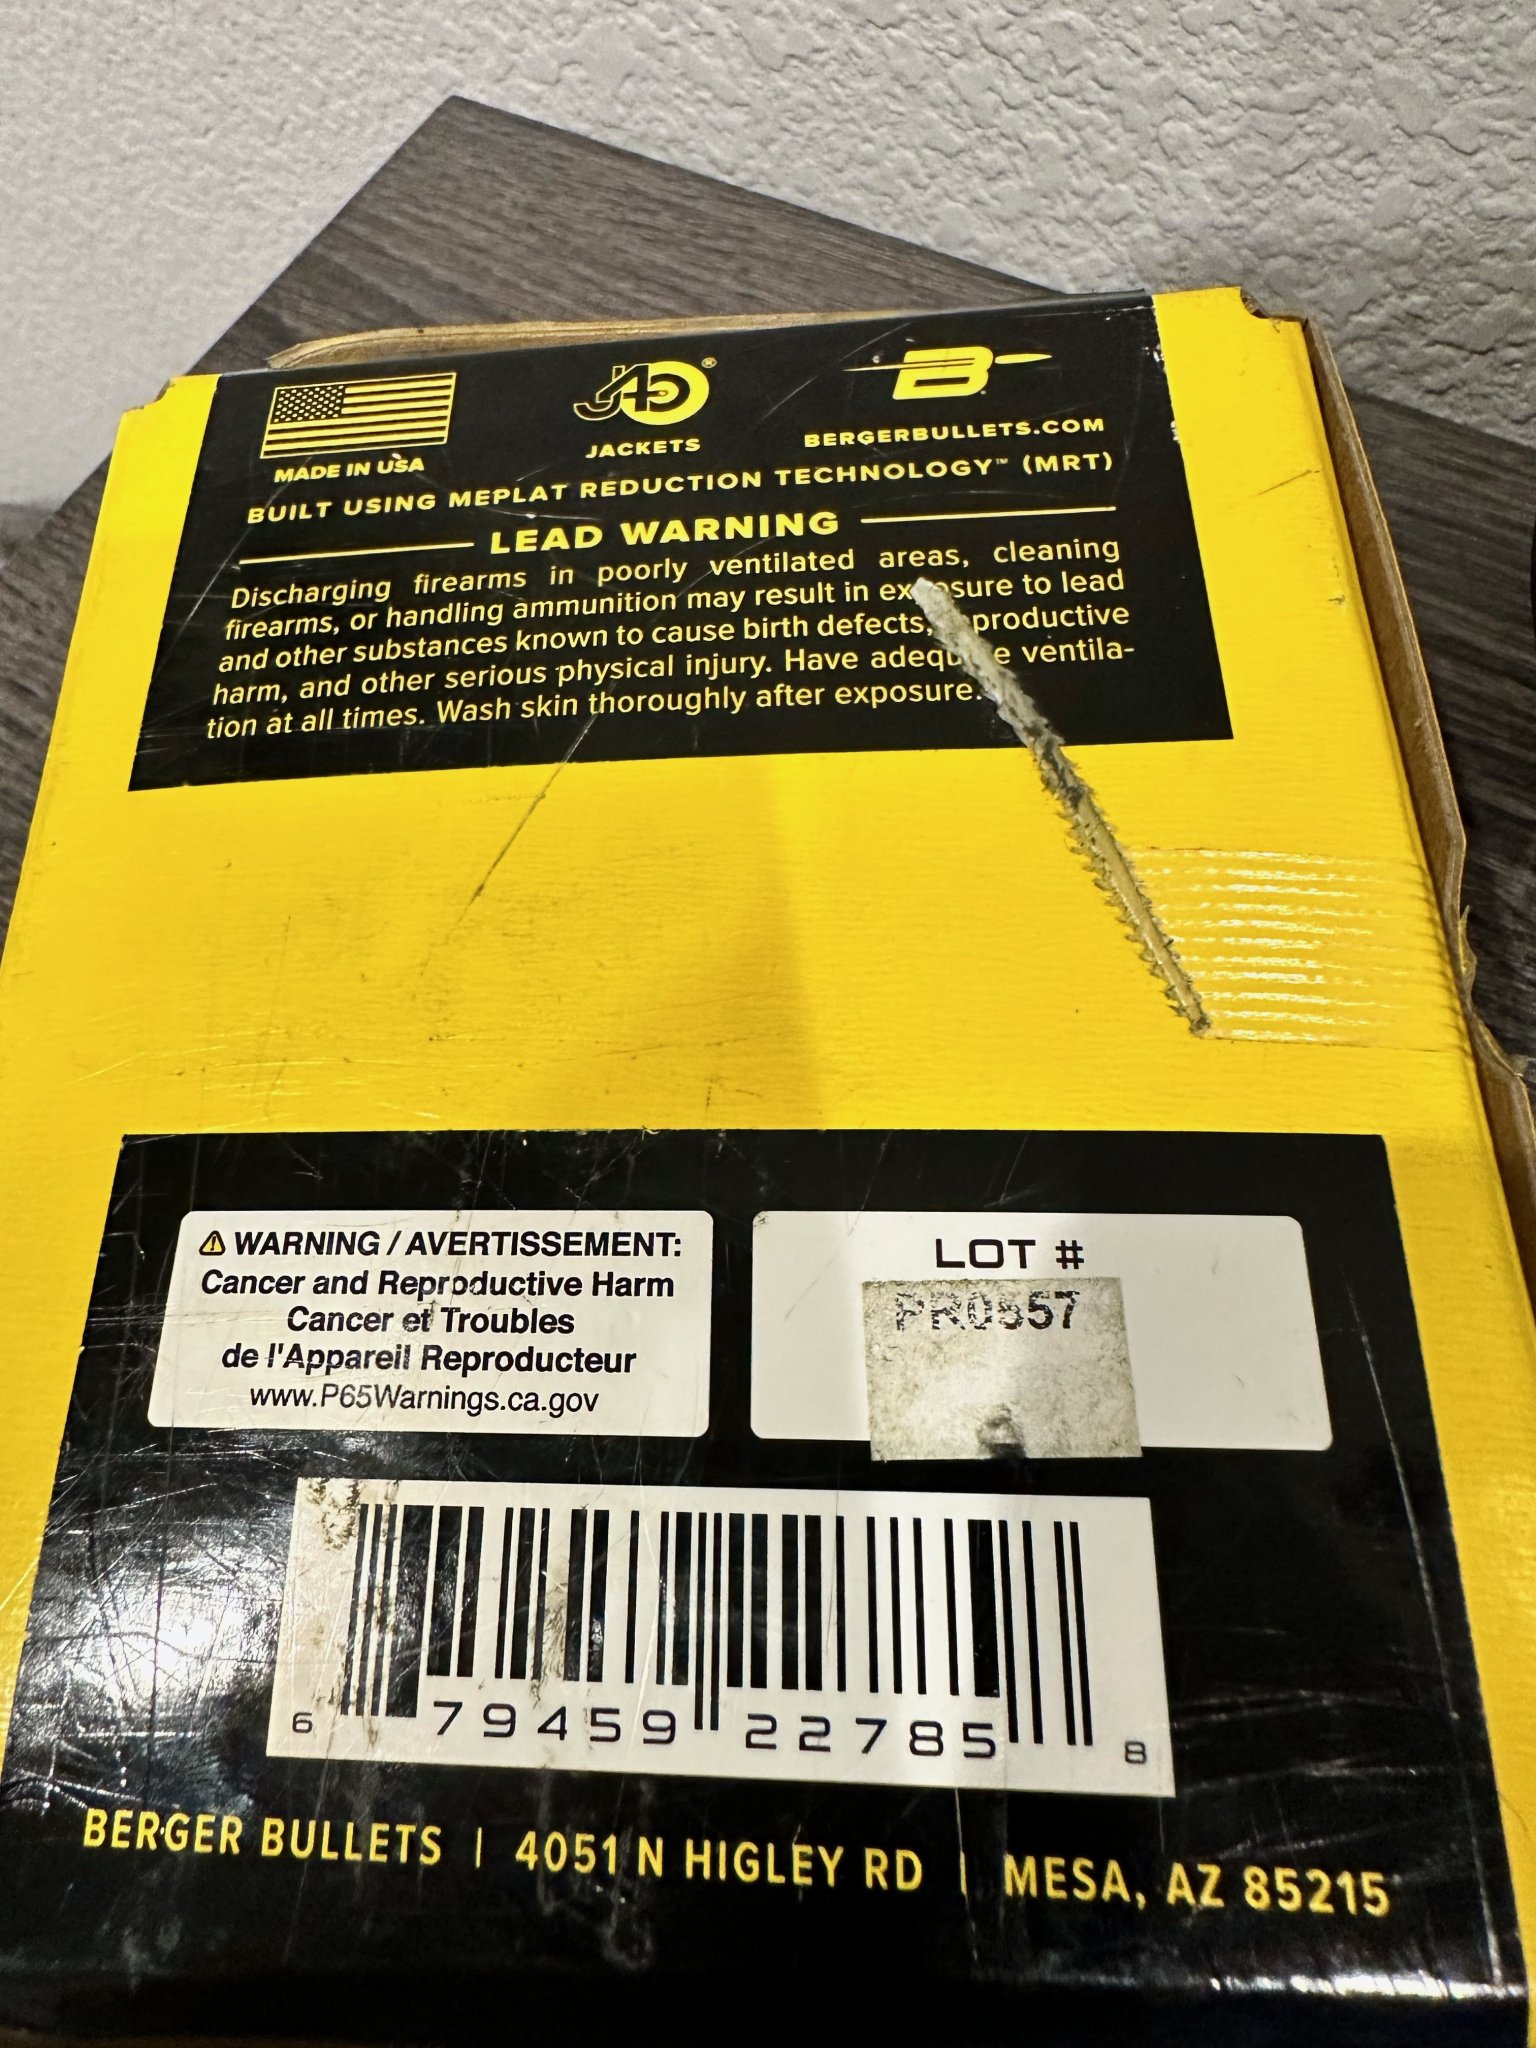 J4
JACKETS
B
MADE IN USA
BERGERBULLETS.COM
BUILT USING MEPLAT REDUCTION TECHNOLOGY™ (MRT)
LEAD WARNING
Discharging firearms in poorly ventilated areas, cleaning
firearms, or handling ammunition may result in exposure to lead
and other substances known to cause birth defects, reproductive
harm, and other serious physical injury. Have adequate ventila-
tion at all times. Wash skin thoroughly after exposure.
WARNING / AVERTISSEMENT:
Cancer and Reproductive Harm
Cancer et Troubles
de l'Appareil Reproducteur
www.P65Warnings.ca.gov
LOT #
6 79459 22785 8
BERGER BULLETS | 4051 N HIGLEY RD | MESA, AZ 85215